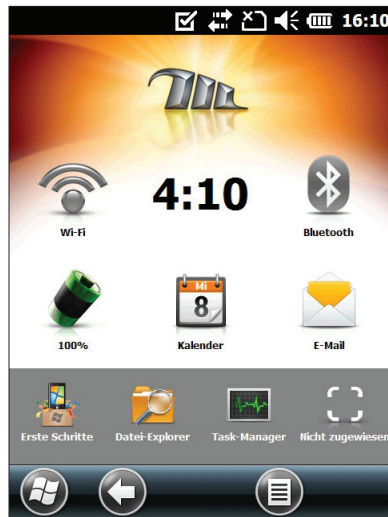 16:10
4:10
Wi-Fi
Bluetooth
Mi
8
100%
Kalender
E-Mail
Erste Schritte
Datei-Explorer
Task-Manager
Nicht zugewiesen